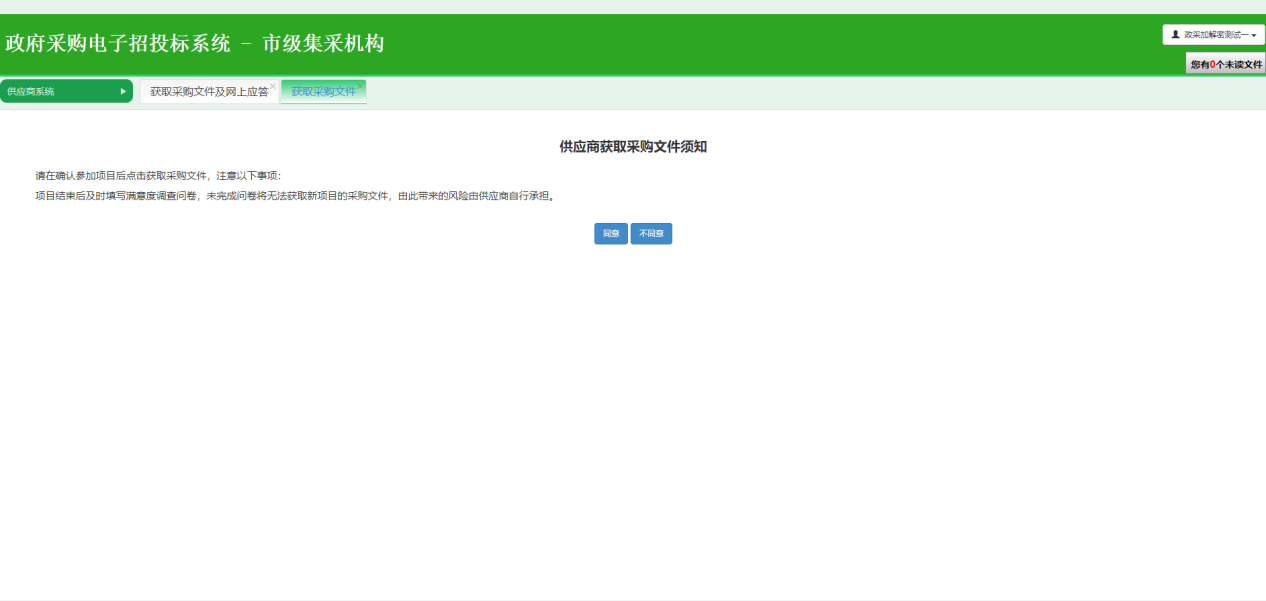 政府采购电子招投标系统 - 市级集采机构
政采加解密测试一
您有0个未读文件
供应商系统
获取采购文件及网上应答
获取采购文件
供应商获取采购文件须知
请在确认参加项目后点击获取采购文件，注意以下事项：
项目结束后及时填写满意度调查问卷，未完成问卷将无法获取新项目的采购文件，由此带来的风险由供应商自行承担。
同意
不同意